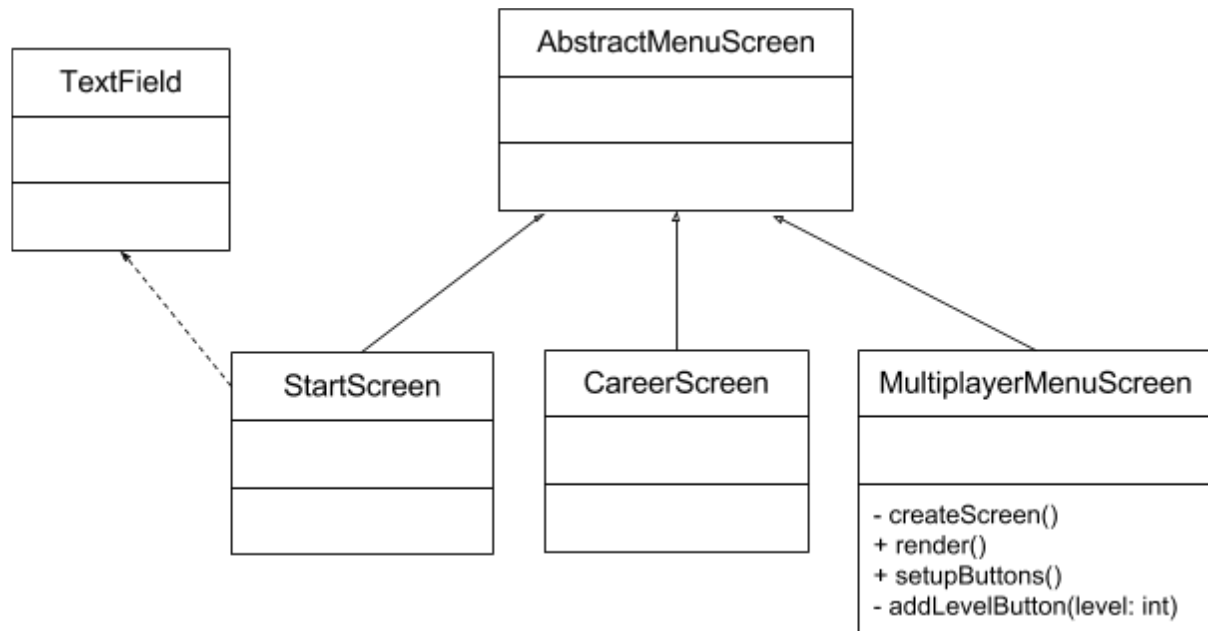 AbstractMenuScreen
TextField
StartScreen
CareerScreen
MultiplayerMenuScreen
- createScreen()
+ render()
+ setupButtons()
- addLevelButton(level: int)